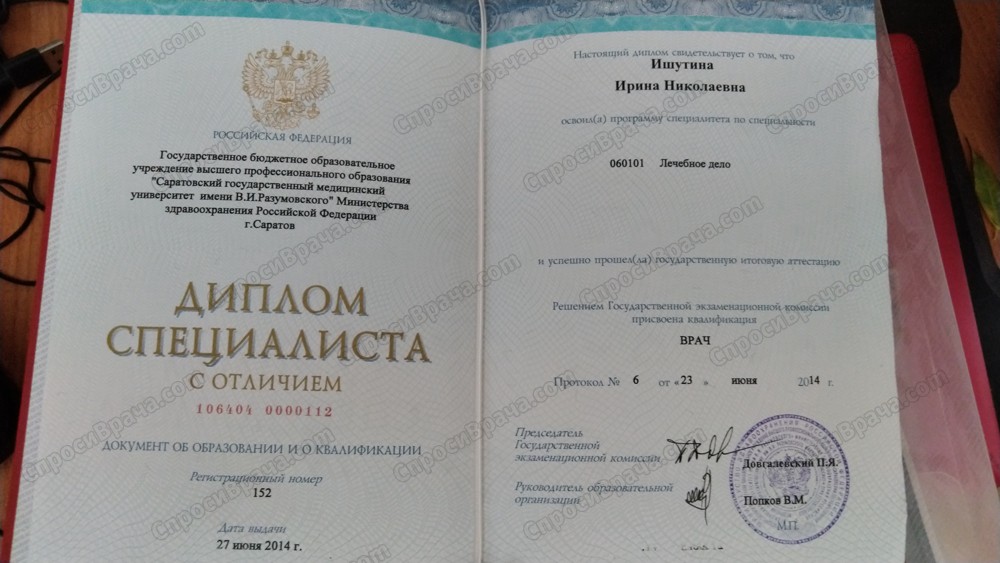 РОССИЙСКАЯ ФЕДЕРАЦИЯ
Государственное бюджетное образовательное
учреждение высшего профессионального образования
"Саратовский государственный медицинский
университет имени В.И.Разумовского" Министерства
здравоохранения Российской Федерации
г.Саратов
ДИПЛОМ
СПЕЦИАЛИСТА
С ОТЛИЧИЕМ
106404 0000112
ДОКУМЕНТ ОБ ОБРАЗОВАНИИ И О КВАЛИФИКАЦИИ
Регистрационный номер
152
Дата выдачи
27 июня 2014 г.
Настоящий диплом свидетельствует о том, что
Ишутина
Ирина Николаевна
освоил(а) программу специалитета по специальности
060101 Лечебное дело
и успешно прошел(ла) государственную итоговую аттестацию
Решением Государственной экзаменационной комиссии
присвоена квалификация
ВРАЧ
Протокол № 6 от «23 » июня 2014 г.
Председатель
Государственной
экзаменационной комиссии
Довгалевский П.Я.
Руководитель образовательной
организации
Попков В.М.
МП
СпросиВрача.com